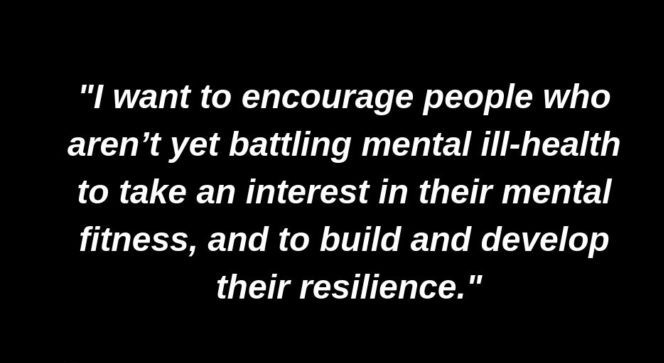 "I want to encourage people who
aren’t yet battling mental ill-health
to take an interest in their mental
fitness, and to build and develop
their resilience."